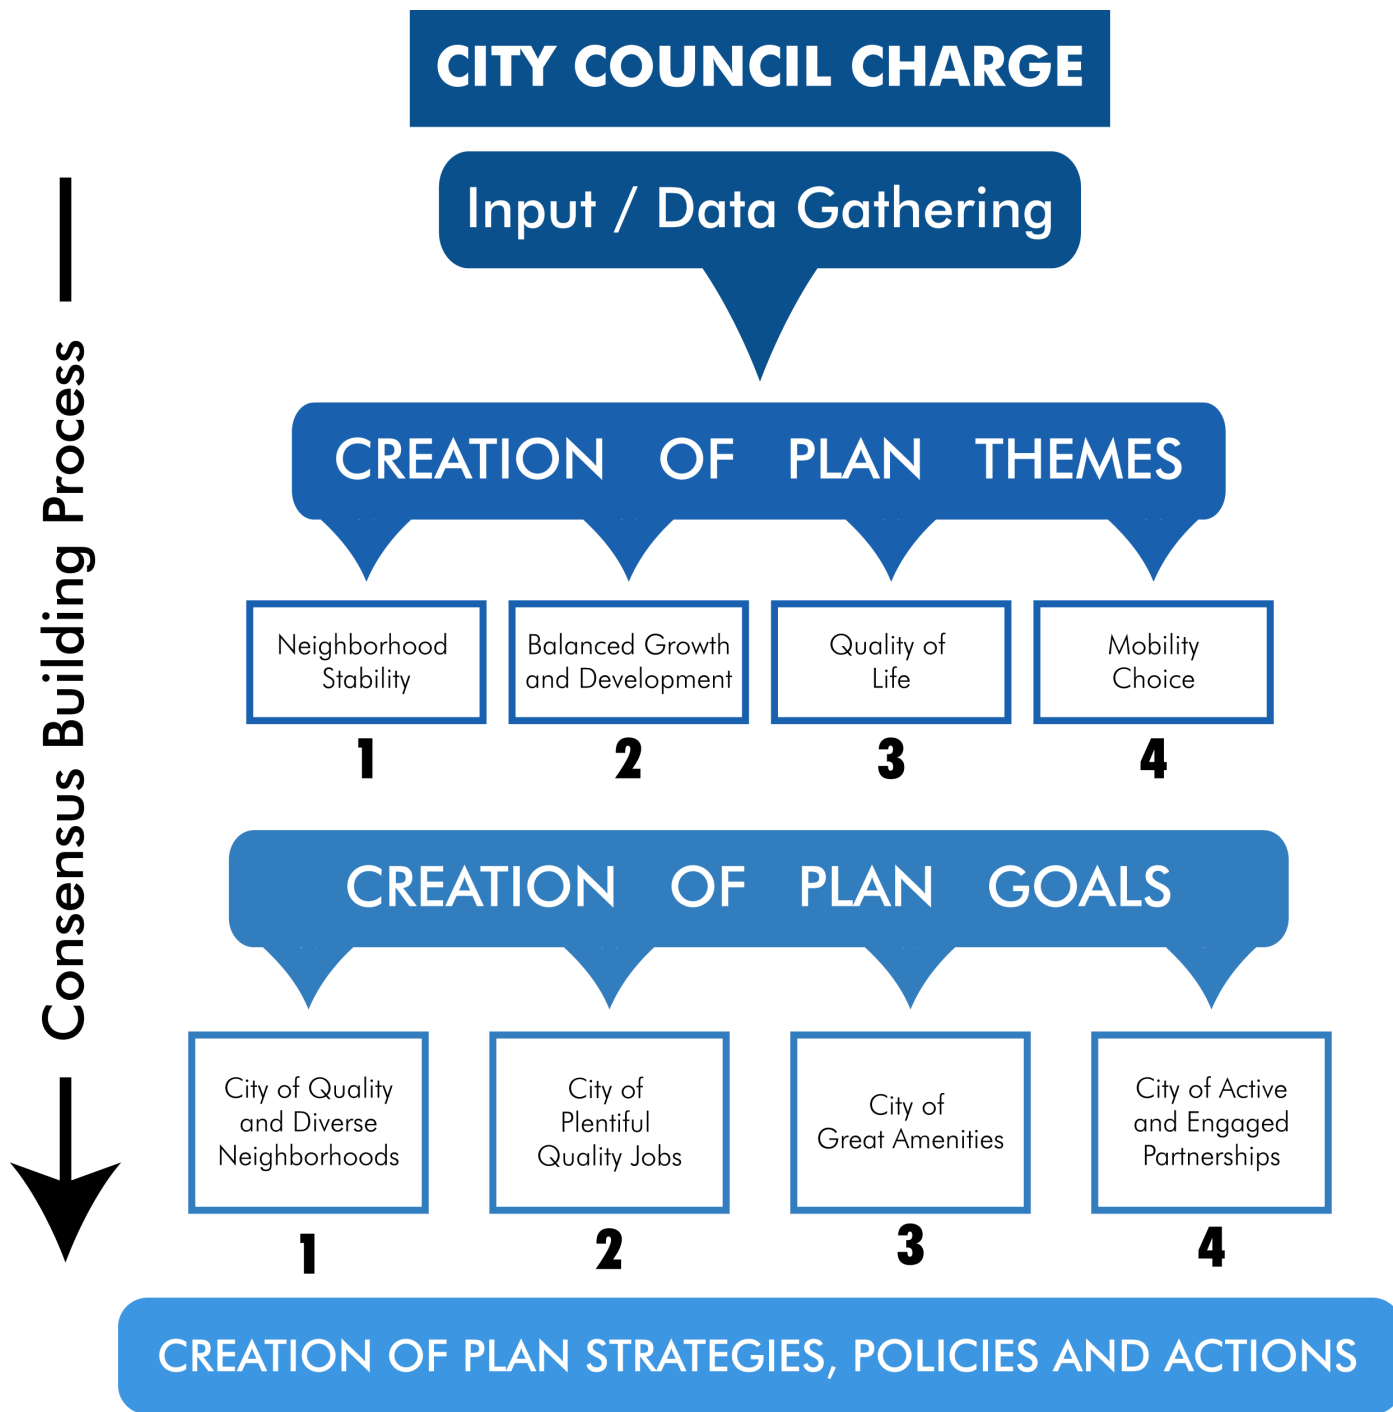 CITY COUNCIL CHARGE
Input / Data Gathering
Consensus Building Process
CREATION OF PLAN THEMES
Neighborhood
Stability
1
Balanced Growth
and Development
2
Quality of
Life
3
Mobility
Choice
4
CREATION OF PLAN GOALS
City of Quality
and Diverse
Neighborhoods
1
City of
Plentiful
Quality Jobs
2
City of
Great Amenities
3
City of Active
and Engaged
Partnerships
4
CREATION OF PLAN STRATEGIES, POLICIES AND ACTIONS